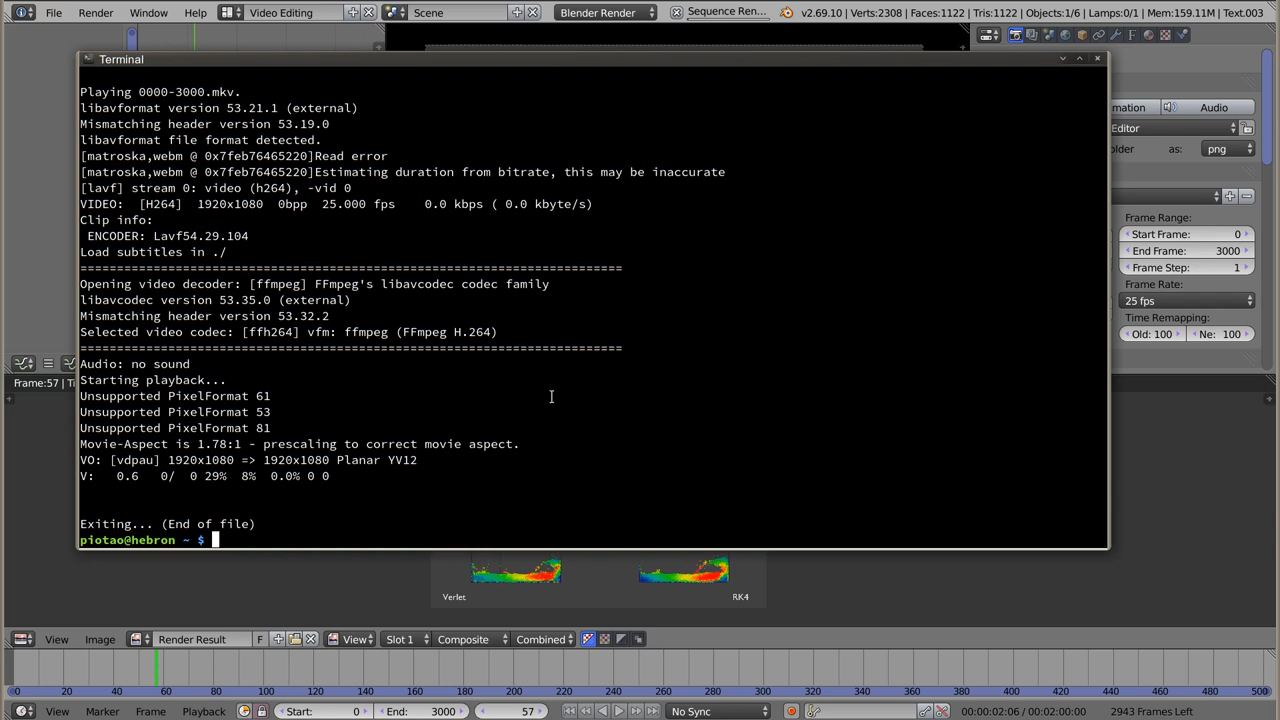 File Render Window Help Video Editing Scene Blender Render Sequence Ren... v2.69.10 | Verts:2308 | Faces:1122 | Tris:1122 | Objects:1/6 | Lamps:0/1 | Mem:159.11M | Text.003
Terminal
Playing 0000-3000.mkv.
libavformat version 53.21.1 (external)
Mismatching header version 53.19.0
libavformat file format detected.
[matroska,webm @ 0x7feb76465220]Read error
[matroska,webm @ 0x7feb76465220]Estimating duration from bitrate, this may be inaccurate
[lavf] stream 0: video (h264), -vid 0
VIDEO:  [H264]  1920x1080  0bpp  25.000 fps    0.0 kbps ( 0.0 kbyte/s)
Clip info:
 ENCODER: Lavf54.29.104
Load subtitles in ./
==========================================================================
Opening video decoder: [ffmpeg] FFmpeg's libavcodec codec family
libavcodec version 53.35.0 (external)
Mismatching header version 53.32.2
Selected video codec: [ffh264] vfm: ffmpeg (FFmpeg H.264)
==========================================================================
Audio: no sound
Starting playback...
Unsupported PixelFormat 61
Unsupported PixelFormat 53
Unsupported PixelFormat 81
Movie-Aspect is 1.78:1 - prescaling to correct movie aspect.
VO: [vdpau] 1920x1080 => 1920x1080 Planar YV12
V:   0.6   0/  0 29%  8%  0.0% 0 0
Exiting... (End of file)
piotao@hebron ~ $
mation Audio
Editor
older as: png
Frame Range:
Start Frame: 0
End Frame: 3000
Frame Step: 1
Frame Rate:
25 fps
Time Remapping:
Old: 100 Ne: 100
Frame:57 | Ti
Verlet RK4
View Image Render Result F View Slot 1 Composite Combined
0 20 40 60 80 100 120 140 160 180 200 220 240 260 280 300 320 340 360 380 400 420 440 460 480 500
View Marker Frame Playback Start: 0 End: 3000 57 No Sync 00:00:02:06 / 00:02:00:00 2943 Frames Left